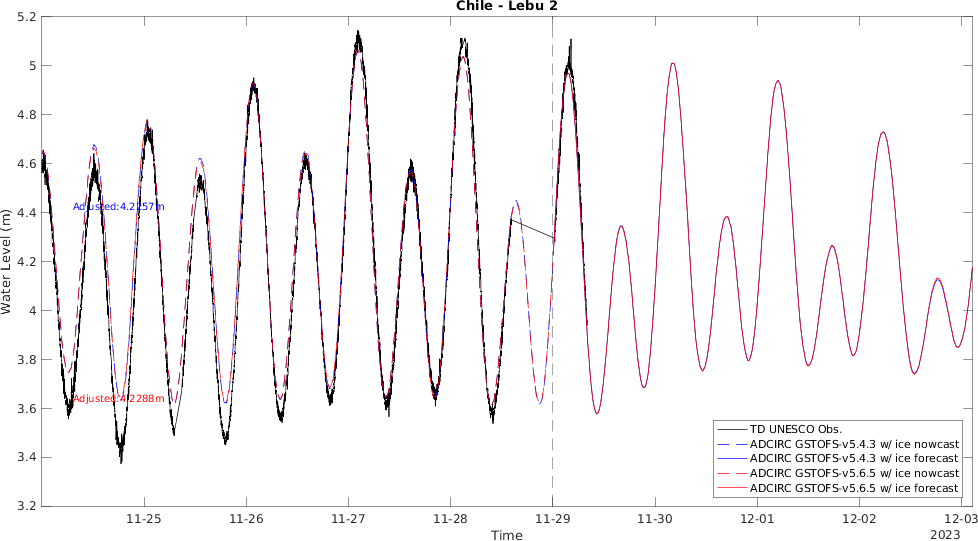 Chile - Lebu 2
5.2
5
4.8
4.6
4.4
4.2
4
3.8
3.6
3.4
3.2
Water Level (m)
Adjusted:4.2257m
Adjusted:4.2288m
TD UNESCO Obs.
ADCIRC GSTOFS-v5.4.3 w/ ice nowcast
ADCIRC GSTOFS-v5.4.3 w/ ice forecast
ADCIRC GSTOFS-v5.6.5 w/ ice nowcast
ADCIRC GSTOFS-v5.6.5 w/ ice forecast
11-25 11-26 11-27 11-28 11-29 11-30 12-01 12-02 12-03
Time
2023